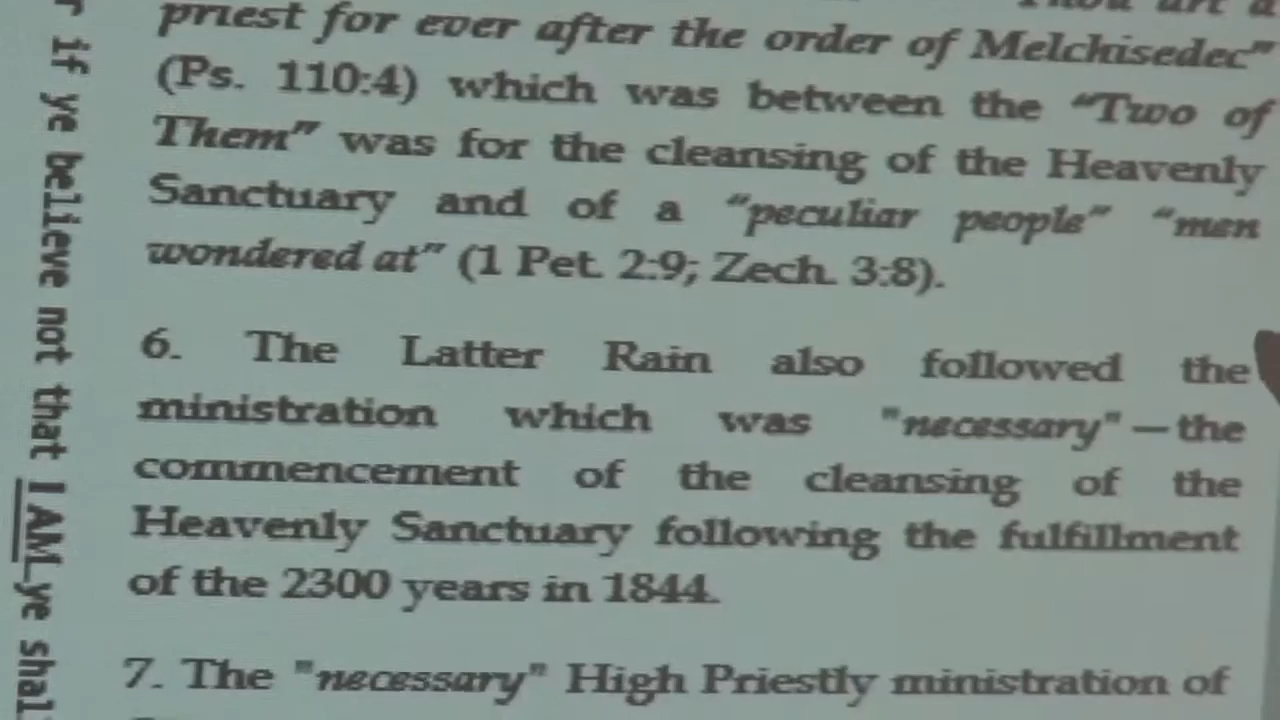 Thou art a
priest for ever after the order of Melchisedec"
(Ps. 110:4) which was between the "Two of
Them" was for the cleansing of the Heavenly
Sanctuary and of a "peculiar people" "men
wondered at" (1 Pet. 2:9; Zech. 3:8).
6. The Latter Rain also followed the
ministration which was "necessary"—the
commencement of the cleansing of the
Heavenly Sanctuary following the fulfillment
of the 2300 years in 1844.
7. The "necessary" High Priestly ministration of
if ye believe not that I AM ye shal